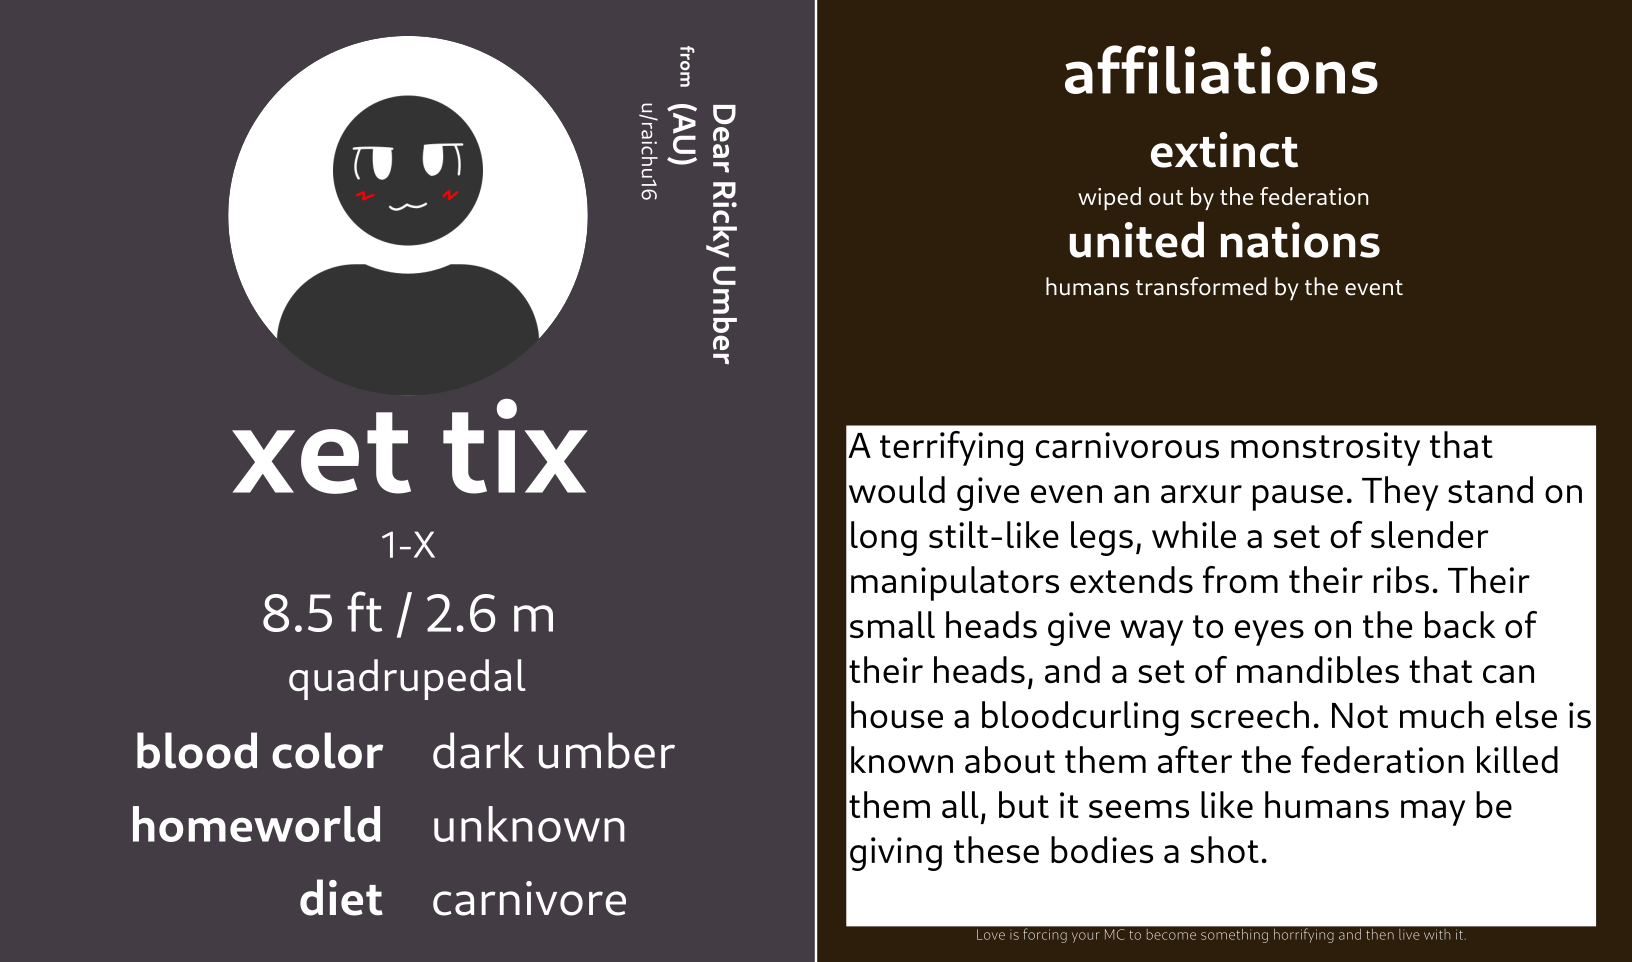 from
Dear Ricky Umber
(AU)
u/raichu16
xet tix
1-X
8.5 ft / 2.6 m
quadrupedal
blood color dark umber
homeworld unknown
diet carnivore
affiliations
extinct
wiped out by the federation
united nations
humans transformed by the event
A terrifying carnivorous monstrosity that
would give even an arxur pause. They stand on
long stilt-like legs, while a set of slender
manipulators extends from their ribs. Their
small heads give way to eyes on the back of
their heads, and a set of mandibles that can
house a bloodcurling screech. Not much else is
known about them after the federation killed
them all, but it seems like humans may be
giving these bodies a shot.
Love is forcing your MC to become something horrifying and then live with it.